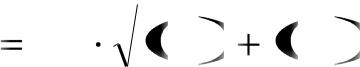 = · √( ) + ( )